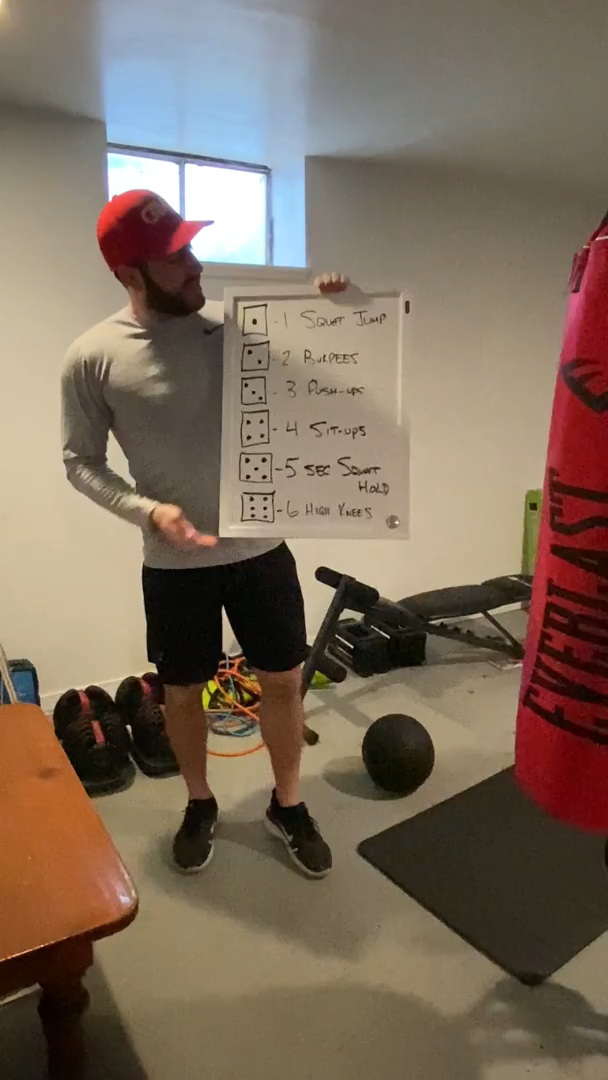 - 1 SQUAT JUMP
- 2 BURPEES
- 3 PUSH-UPS
- 4 SIT-UPS
- 5 SEC SQUAT
HOLD
- 6 HIGH KNEES
EVERLAST